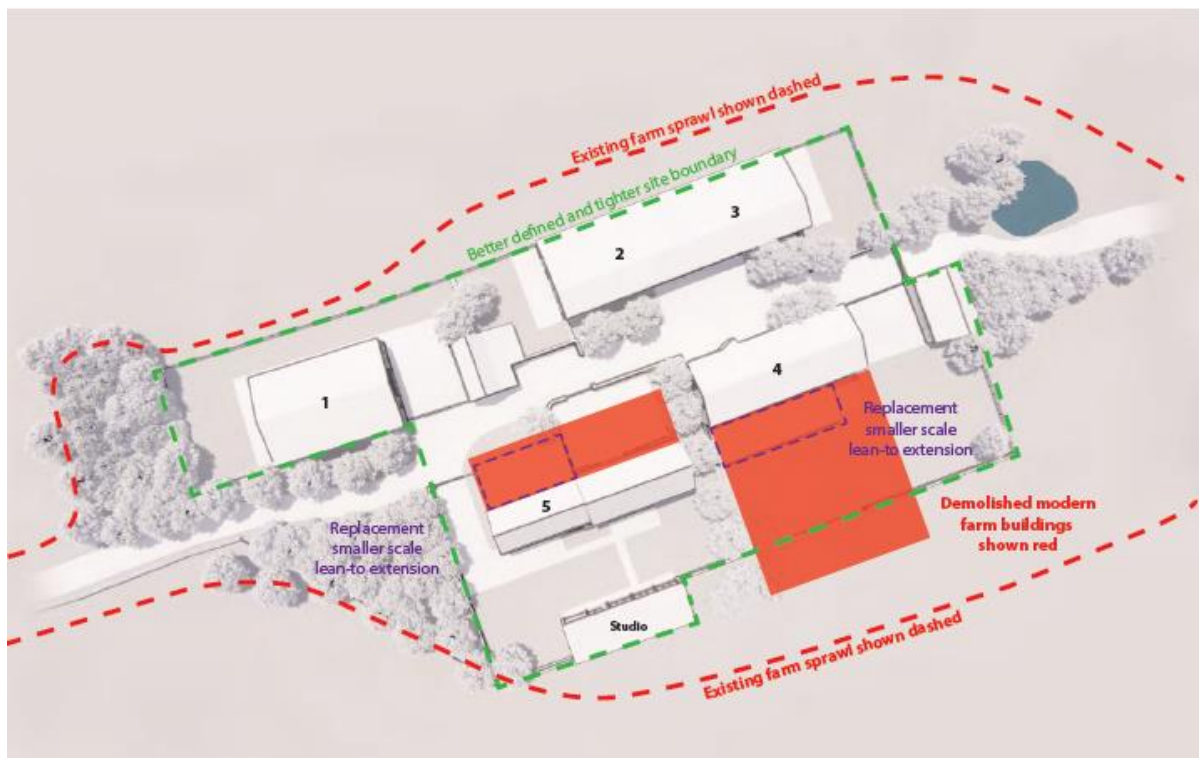 Existing farm sprawl shown dashed
Better defined and tighter site boundary
3
2
4
1
Replacement
smaller scale
lean-to extension
5
Demolished modern
farm buildings
shown red
Replacement
smaller scale
lean-to extension
Studio
Existing farm sprawl shown dashed